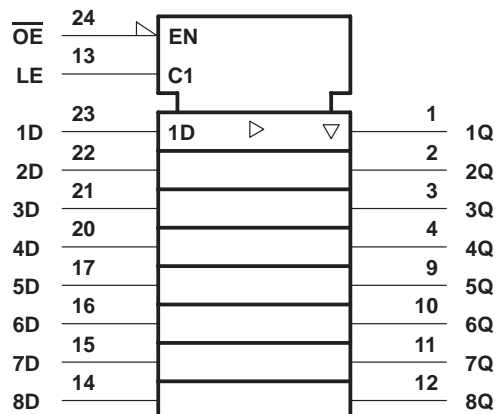 24
OE EN
13
LE C1
23 1
1D 1D 1Q
22 2
2D 2Q
21 3
3D 3Q
20 4
4D 4Q
17 9
5D 5Q
16 10
6D 6Q
15 11
7D 7Q
14 12
8D 8Q